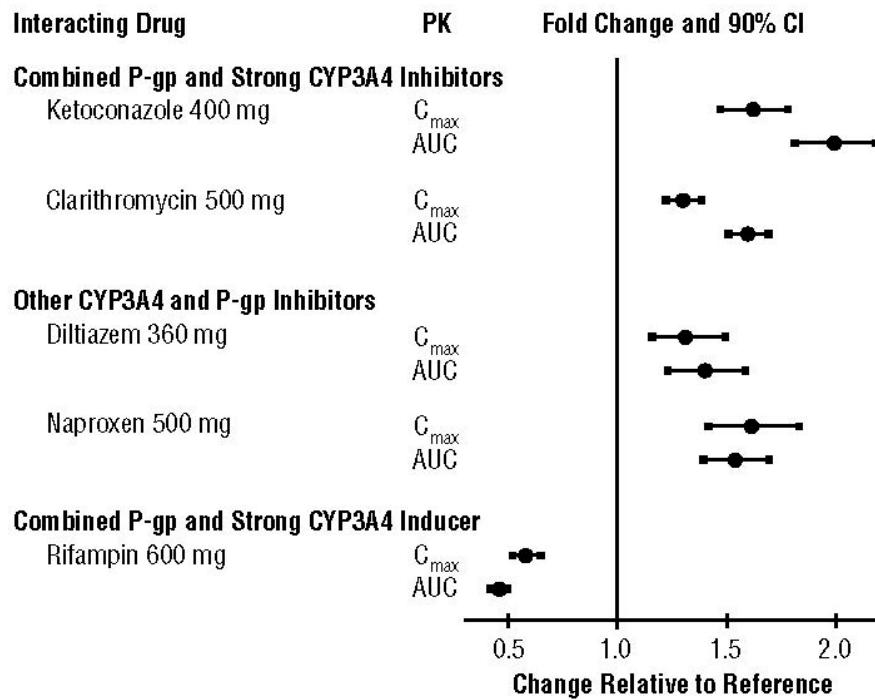 Interacting Drug PK Fold Change and 90% CI
Combined P-gp and Strong CYP3A4 Inhibitors
Ketoconazole 400 mg Cmax
AUC
Clarithromycin 500 mg Cmax
AUC
Other CYP3A4 and P-gp Inhibitors
Diltiazem 360 mg Cmax
AUC
Naproxen 500 mg Cmax
AUC
Combined P-gp and Strong CYP3A4 Inducer
Rifampin 600 mg Cmax
AUC
0.5 1.0 1.5 2.0
Change Relative to Reference